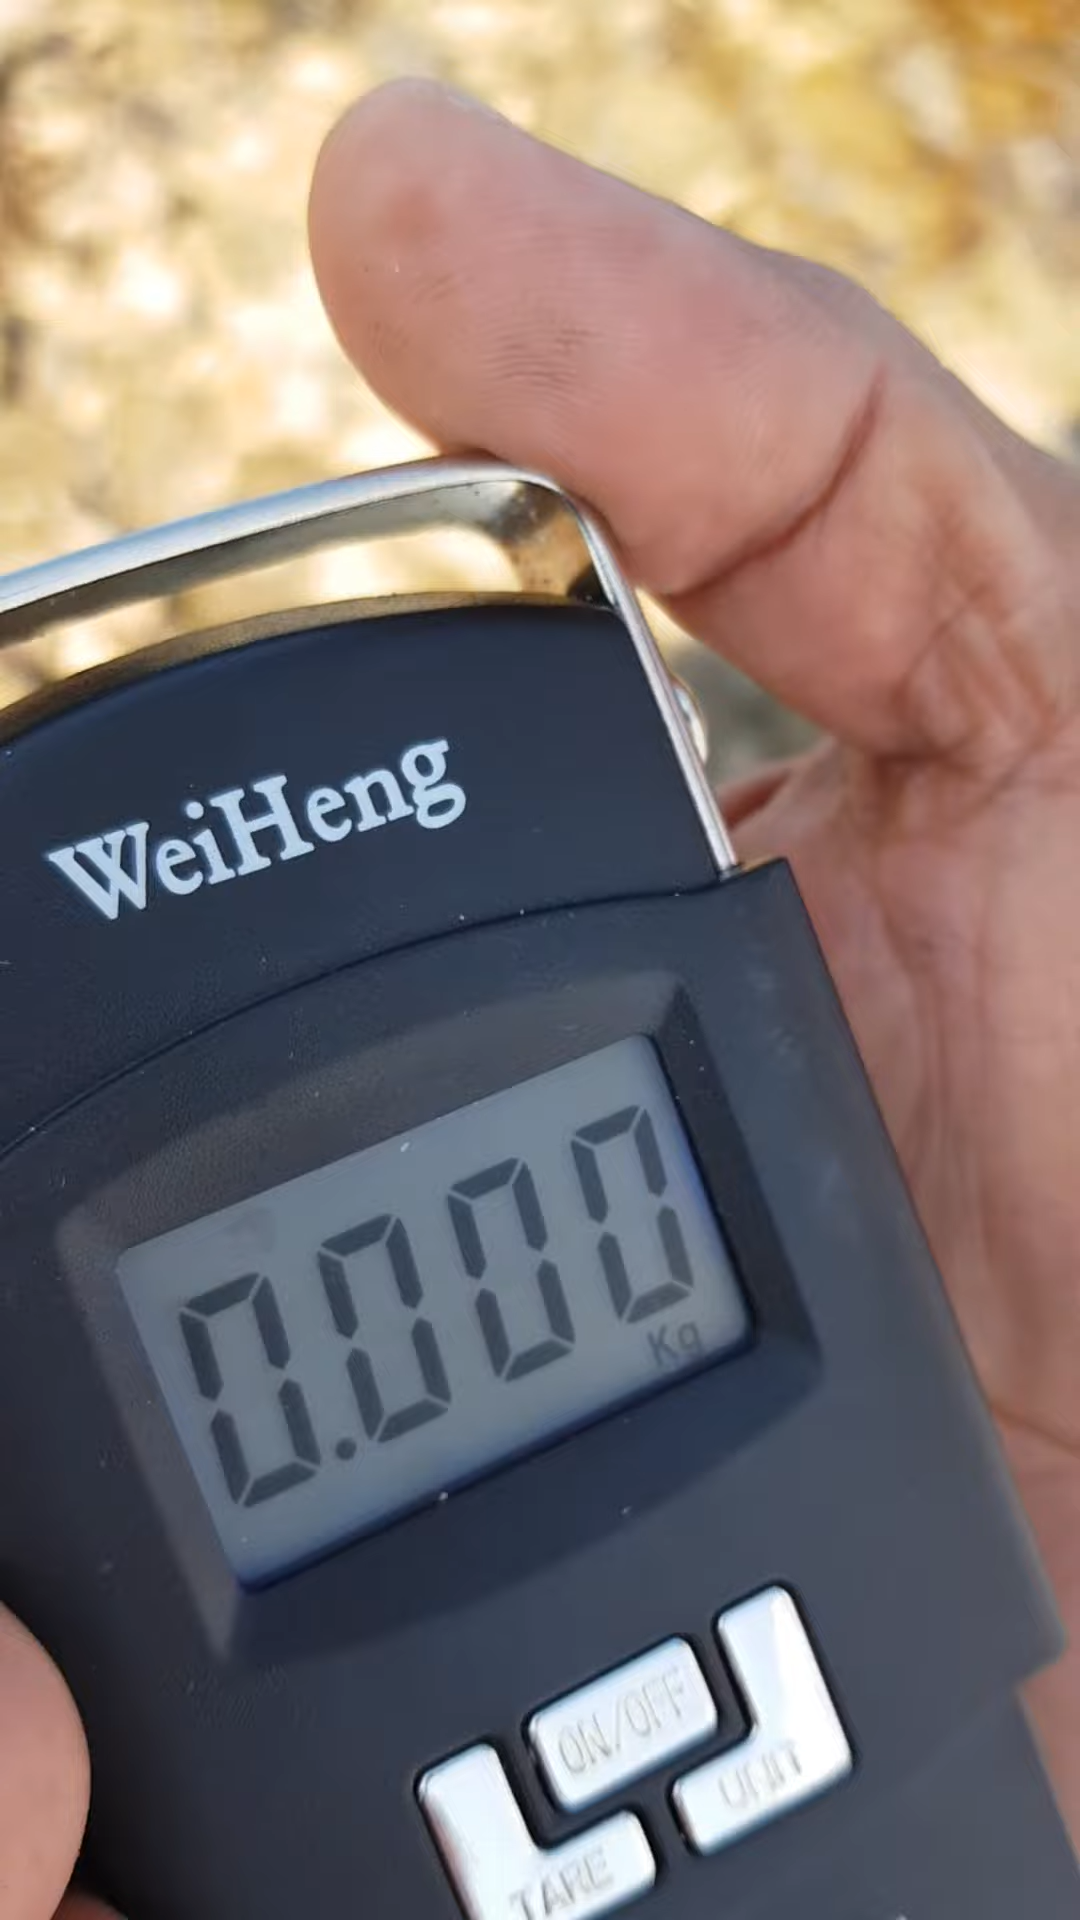 WeiHeng
0.000
Kg
ON/OFF
UNIT
TARE